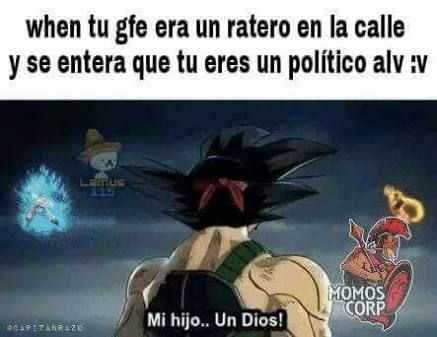 when tu gfe era un ratero en la calle
y se entera que tu eres un político alv :v
Lemus
115
MOMOS
CORP
Mi hijo.. Un Dios!
@CAPITANRAZO